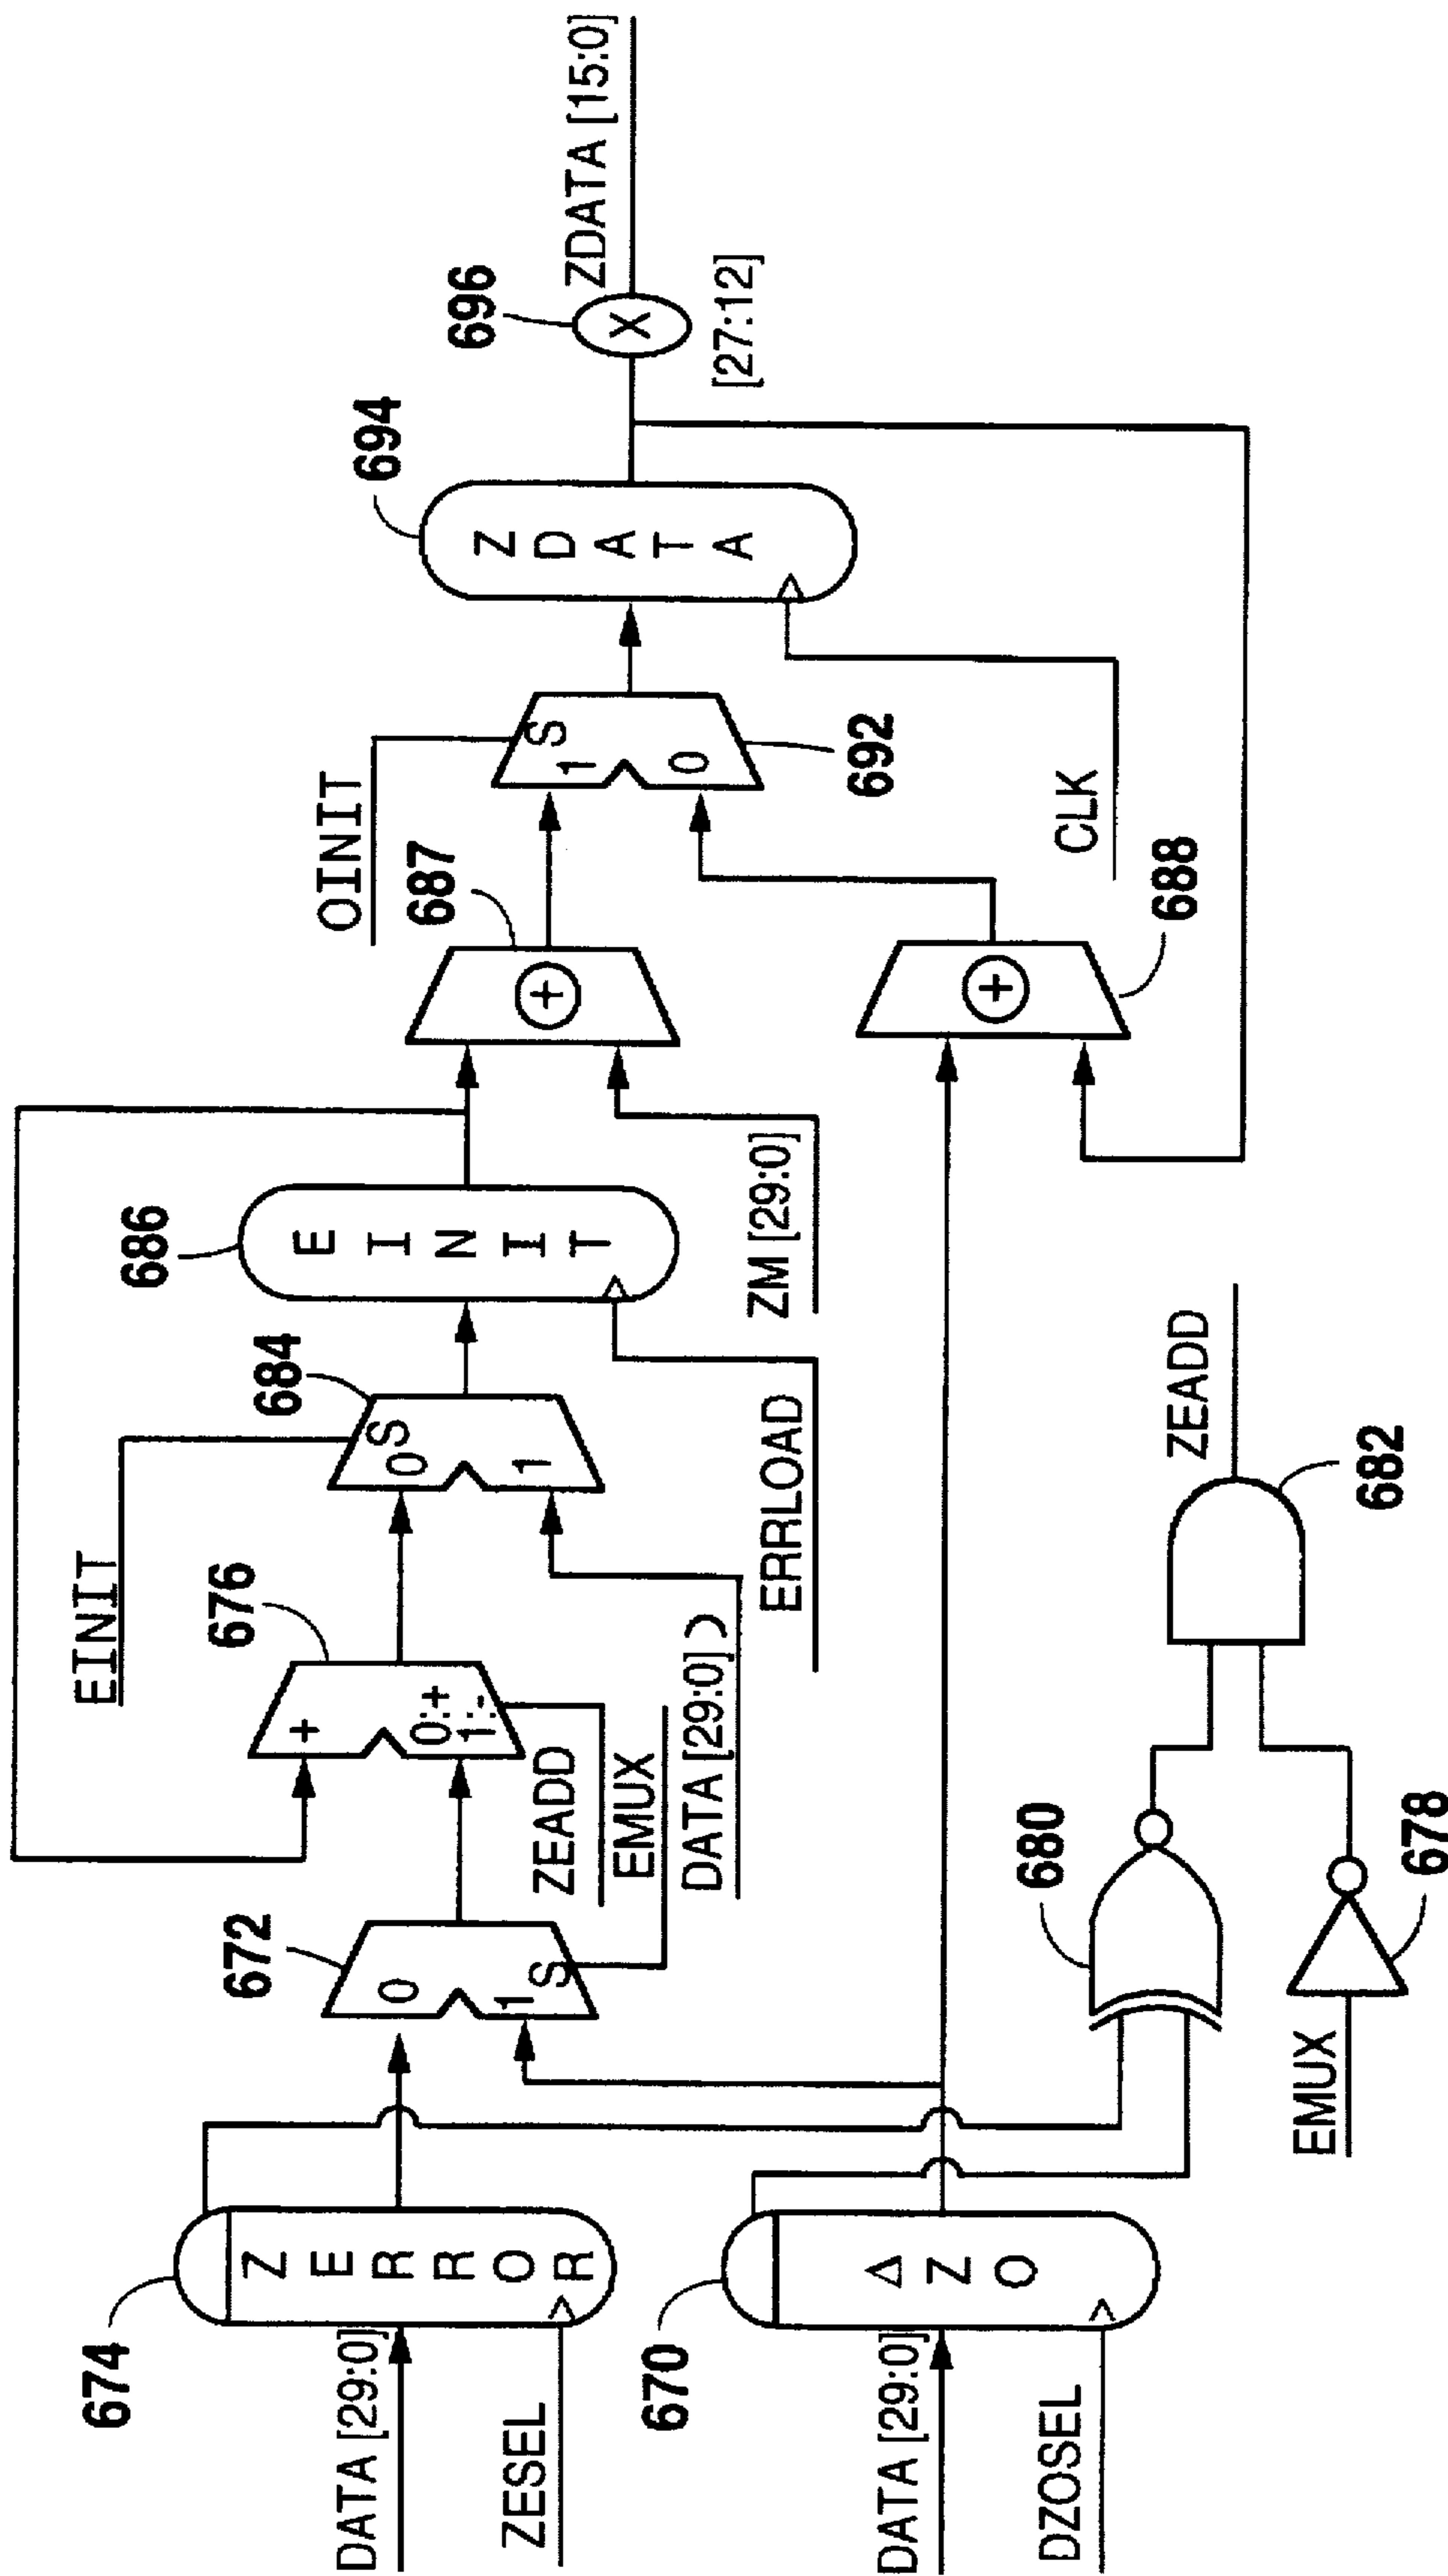 674
DATA [29:0]
ZERROR
ZESEL
670
DATA [29:0]
ΔZO
DZOSEL
672
0
1
S
EMUX
676
+
0:+
1:-
ZEADD
EMUX
DATA [29:0]
EINIT
684
S
0
1
ERRLOAD
686
EINIT
ZM [29:0]
687
+
OINIT
S
1
0
692
688
+
CLK
694
ZDATA
696
X
[27:12]
ZDATA [15:0]
680
678
682
ZEADD